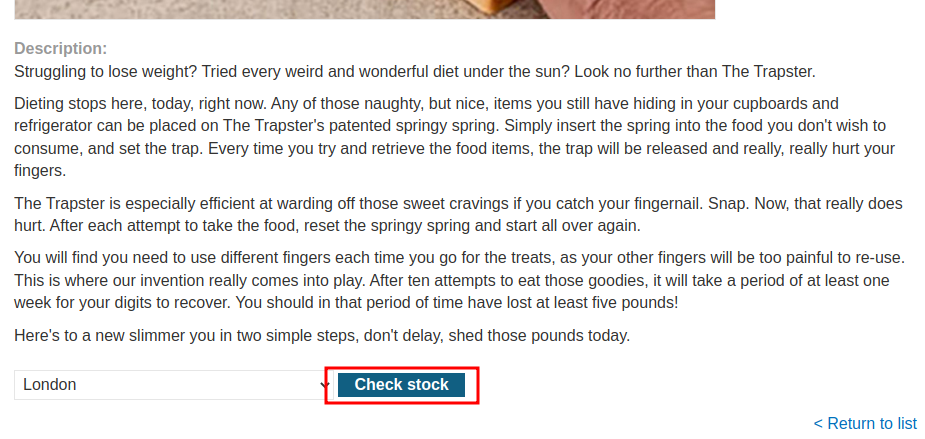 Description:
Struggling to lose weight? Tried every weird and wonderful diet under the sun? Look no further than The Trapster.
Dieting stops here, today, right now. Any of those naughty, but nice, items you still have hiding in your cupboards and
refrigerator can be placed on The Trapster's patented springy spring. Simply insert the spring into the food you don't wish to
consume, and set the trap. Every time you try and retrieve the food items, the trap will be released and really, really hurt your
fingers.
The Trapster is especially efficient at warding off those sweet cravings if you catch your fingernail. Snap. Now, that really does
hurt. After each attempt to take the food, reset the springy spring and start all over again.
You will find you need to use different fingers each time you go for the treats, as your other fingers will be too painful to re-use.
This is where our invention really comes into play. After ten attempts to eat those goodies, it will take a period of at least one
week for your digits to recover. You should in that period of time have lost at least five pounds!
Here's to a new slimmer you in two simple steps, don't delay, shed those pounds today.
London
Check stock
< Return to list